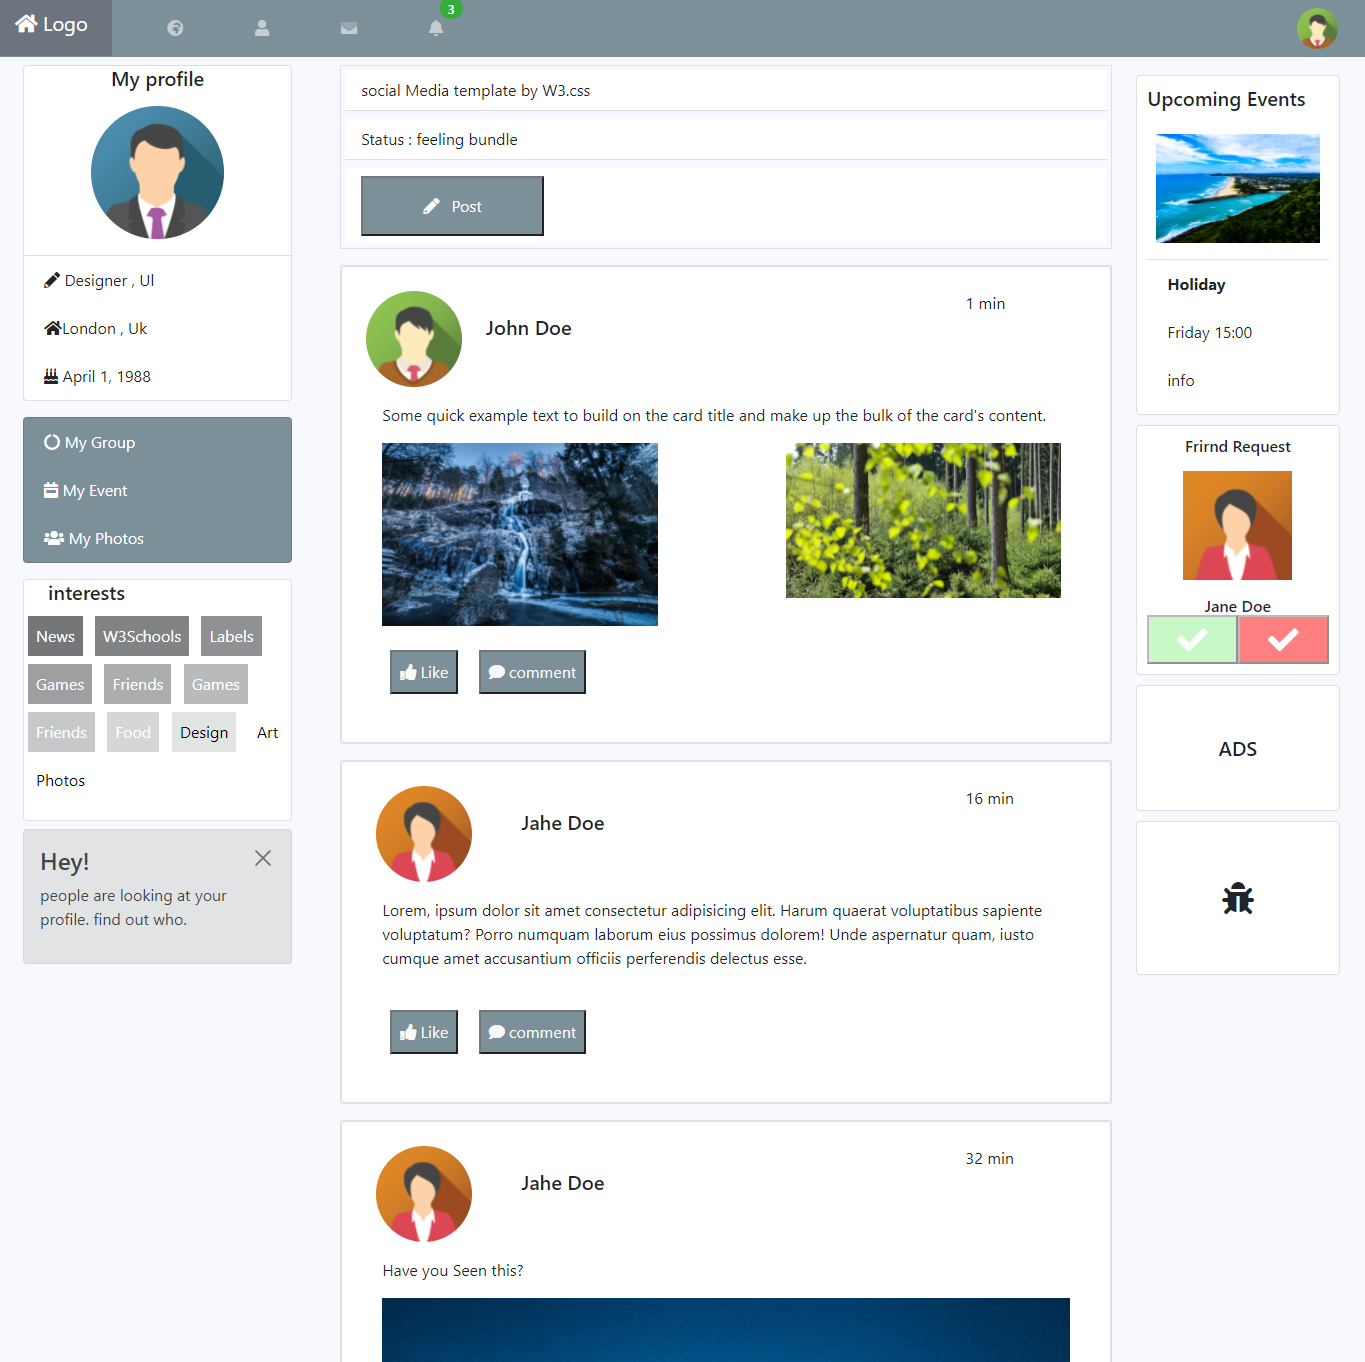 Logo
3
My profile
Designer , UI
London , Uk
April 1, 1988
My Group
My Event
My Photos
interests
News W3Schools Labels
Games Friends Games
Friends Food Design Art
Photos
Hey!
people are looking at your
profile. find out who.
social Media template by W3.css
Status : feeling bundle
Post
John Doe
1 min
Some quick example text to build on the card title and make up the bulk of the card's content.
Like comment
Jahe Doe
16 min
Lorem, ipsum dolor sit amet consectetur adipisicing elit. Harum quaerat voluptatibus sapiente
voluptatum? Porro numquam laborum eius possimus dolorem! Unde aspernatur quam, iusto
cumque amet accusantium officiis perferendis delectus esse.
Like comment
Jahe Doe
32 min
Have you Seen this?
Upcoming Events
Holiday
Friday 15:00
info
Frirnd Request
Jane Doe
ADS